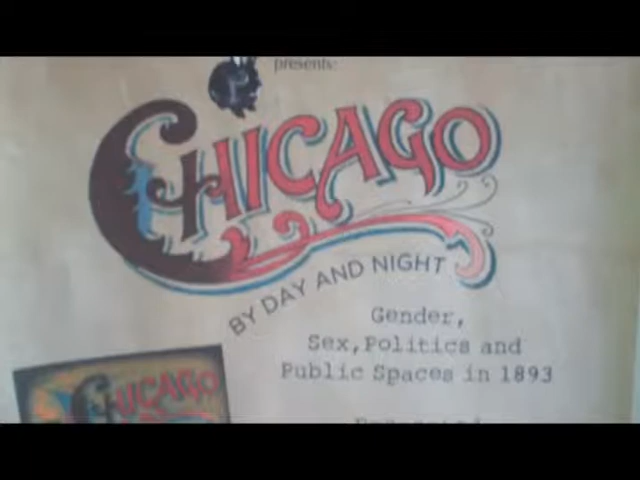 presents:
CHICAGO
BY DAY AND NIGHT
Gender,
Sex, Politics and
Public Spaces in 1893
CHICAGO